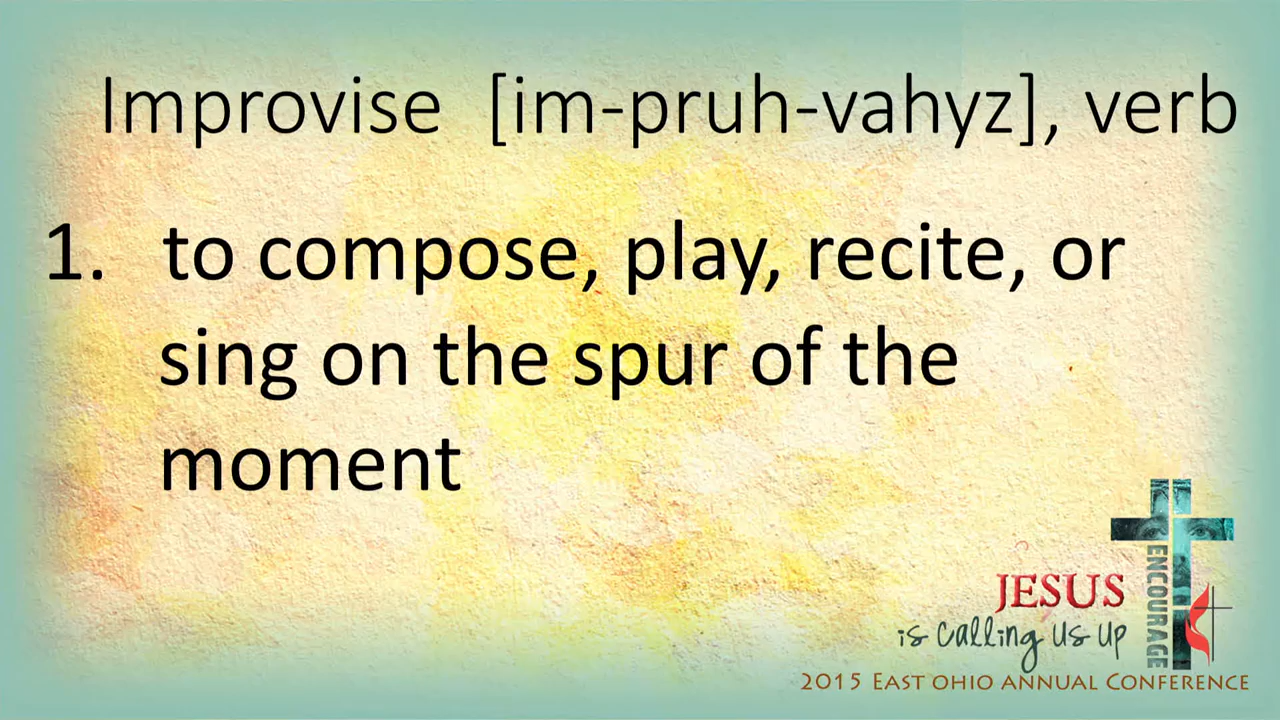 Improvise [im-pruh-vahyz], verb
1. to compose, play, recite, or
sing on the spur of the
moment
ENCOURAGE
JESUS
is calling us up
2015 EAST OHIO ANNUAL CONFERENCE